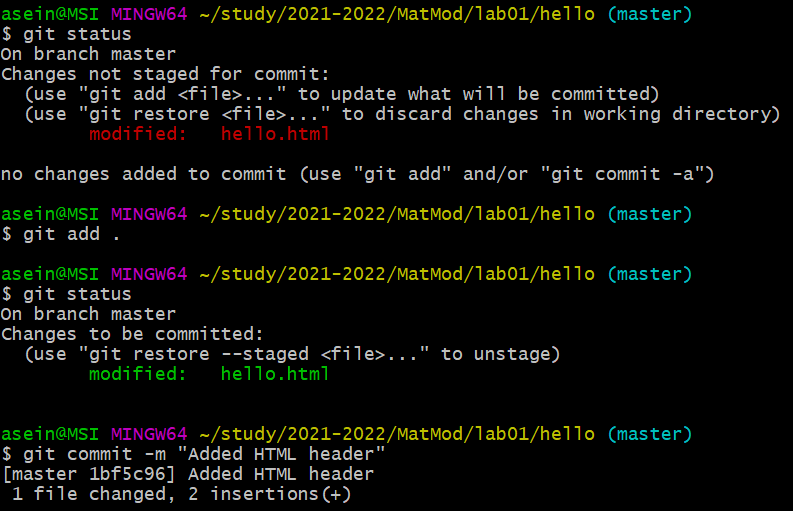 asein@MSI MINGW64 ~/study/2021-2022/MatMod/lab01/hello (master)
$ git status
On branch master
Changes not staged for commit:
  (use "git add <file>..." to update what will be committed)
  (use "git restore <file>..." to discard changes in working directory)
        modified:   hello.html

no changes added to commit (use "git add" and/or "git commit -a")

asein@MSI MINGW64 ~/study/2021-2022/MatMod/lab01/hello (master)
$ git add .

asein@MSI MINGW64 ~/study/2021-2022/MatMod/lab01/hello (master)
$ git status
On branch master
Changes to be committed:
  (use "git restore --staged <file>..." to unstage)
        modified:   hello.html


asein@MSI MINGW64 ~/study/2021-2022/MatMod/lab01/hello (master)
$ git commit -m "Added HTML header"
[master 1bf5c96] Added HTML header
 1 file changed, 2 insertions(+)